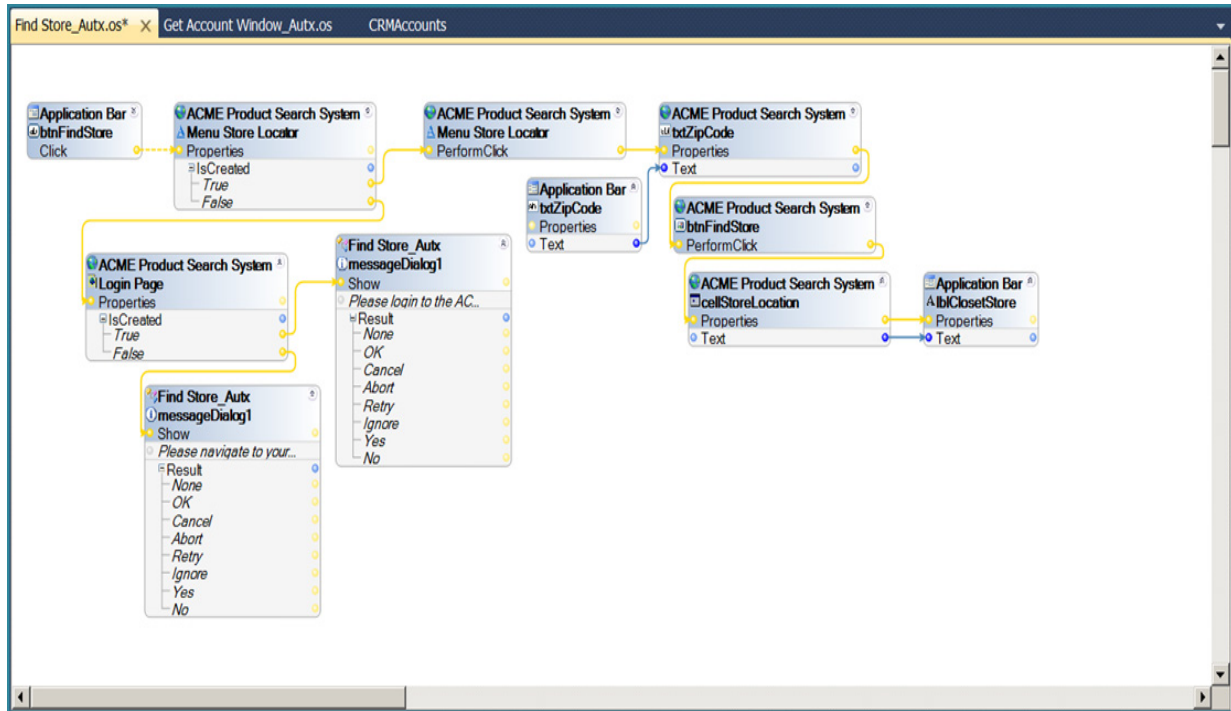 Find Store_Autx.os* X Get Account Window_Autx.os CRMAccounts
Application Bar
btnFindStore
Click
ACME Product Search System
Menu Store Locator
Properties
IsCreated
True
False
ACME Product Search System
Menu Store Locator
PerformClick
ACME Product Search System
txtZipCode
Properties
Text
Application Bar
txtZipCode
Properties
Text
ACME Product Search System
btnFindStore
PerformClick
ACME Product Search System
Login Page
Properties
IsCreated
True
False
Find Store_Autx
messageDialog1
Show
Please login to the AC...
Result
None
OK
Cancel
Abort
Retry
Ignore
Yes
No
ACME Product Search System
cellStoreLocation
Properties
Text
Application Bar
lblClosetStore
Properties
Text
Find Store_Autx
messageDialog1
Show
Please navigate to your...
Result
None
OK
Cancel
Abort
Retry
Ignore
Yes
No